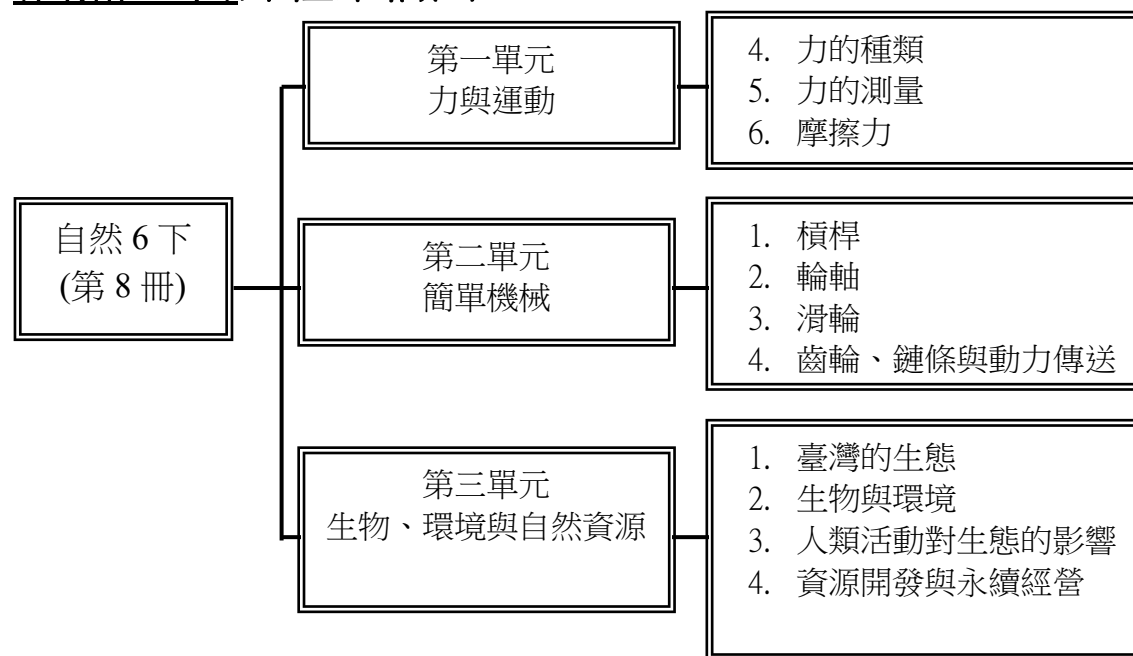 自然 6 下
(第 8 冊)
第一單元
力與運動
4. 力的種類
5. 力的測量
6. 摩擦力
第二單元
簡單機械
1. 槓桿
2. 輪軸
3. 滑輪
4. 齒輪、鏈條與動力傳送
第三單元
生物、環境與自然資源
1. 臺灣的生態
2. 生物與環境
3. 人類活動對生態的影響
4. 資源開發與永續經營